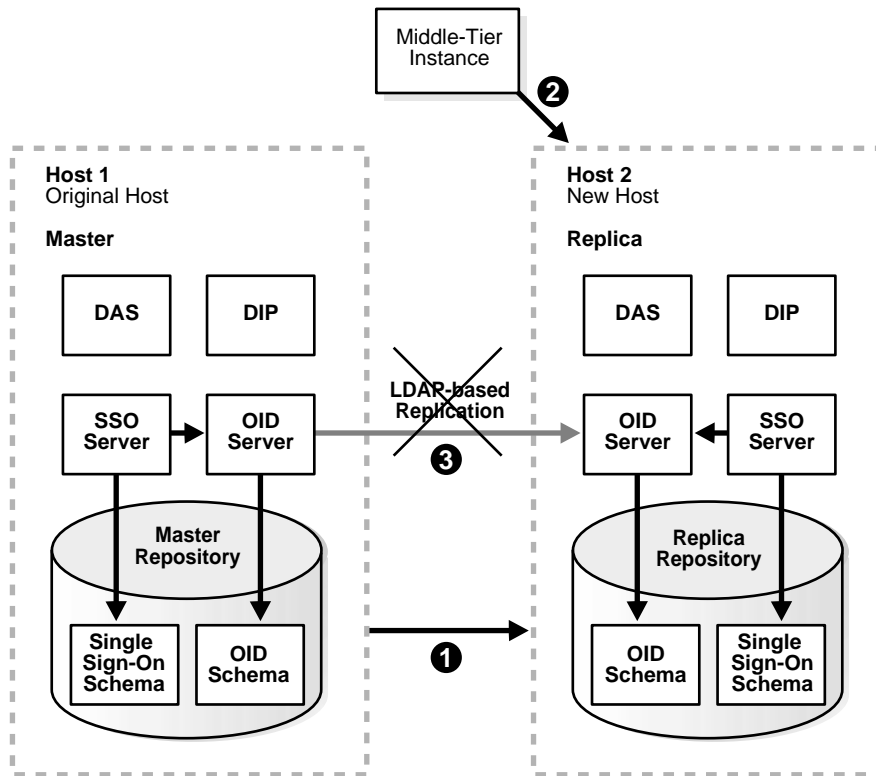 Middle-Tier
Instance
2
Host 1
Original Host
Master
DAS
DIP
SSO
Server
OID
Server
Master
Repository
Single
Sign-On
Schema
OID
Schema
LDAP-based
Replication
3
1
Host 2
New Host
Replica
DAS
DIP
OID
Server
SSO
Server
Replica
Repository
OID
Schema
Single
Sign-On
Schema